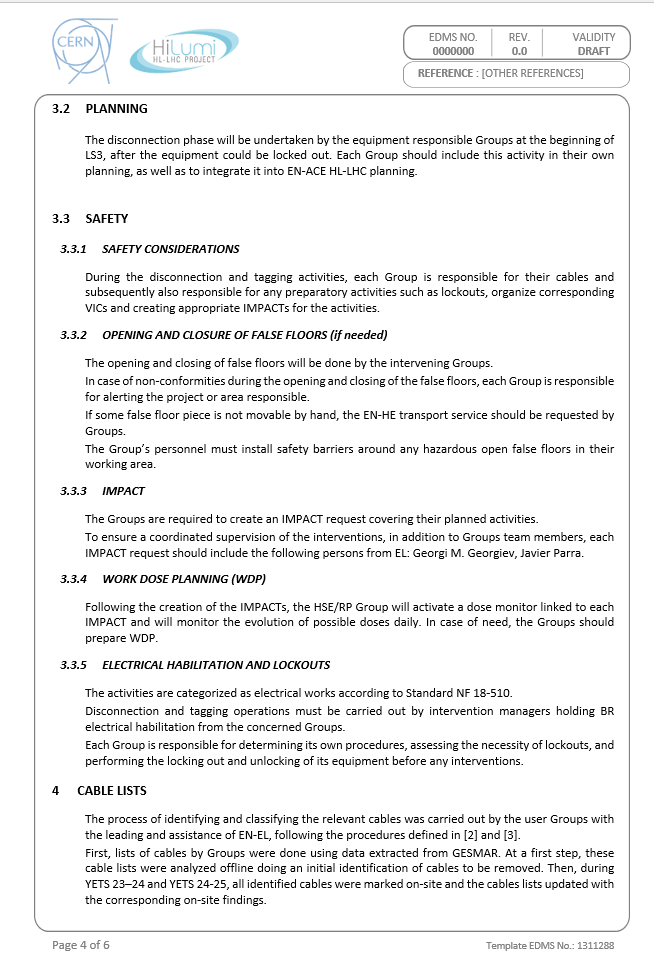 CERN
HiLumi
HL-LHC PROJECT
EDMS NO. REV. VALIDITY
0000000 0.0 DRAFT
REFERENCE : [OTHER REFERENCES]
3.2 PLANNING
The disconnection phase will be undertaken by the equipment responsible Groups at the beginning of
LS3, after the equipment could be locked out. Each Group should include this activity in their own
planning, as well as to integrate it into EN-ACE HL-LHC planning.
3.3 SAFETY
3.3.1 SAFETY CONSIDERATIONS
During the disconnection and tagging activities, each Group is responsible for their cables and
subsequently also responsible for any preparatory activities such as lockouts, organize corresponding
VICs and creating appropriate IMPACTs for the activities.
3.3.2 OPENING AND CLOSURE OF FALSE FLOORS (if needed)
The opening and closing of false floors will be done by the intervening Groups.
In case of non-conformities during the opening and closing of the false floors, each Group is responsible
for alerting the project or area responsible.
If some false floor piece is not movable by hand, the EN-HE transport service should be requested by
Groups.
The Group's personnel must install safety barriers around any hazardous open false floors in their
working area.
3.3.3 IMPACT
The Groups are required to create an IMPACT request covering their planned activities.
To ensure a coordinated supervision of the interventions, in addition to Groups team members, each
IMPACT request should include the following persons from EL: Georgi M. Georgiev, Javier Parra.
3.3.4 WORK DOSE PLANNING (WDP)
Following the creation of the IMPACTs, the HSE/RP Group will activate a dose monitor linked to each
IMPACT and will monitor the evolution of possible doses daily. In case of need, the Groups should
prepare WDP.
3.3.5 ELECTRICAL HABILITATION AND LOCKOUTS
The activities are categorized as electrical works according to Standard NF 18-510.
Disconnection and tagging operations must be carried out by intervention managers holding BR
electrical habilitation from the concerned Groups.
Each Group is responsible for determining its own procedures, assessing the necessity of lockouts, and
performing the locking out and unlocking of its equipment before any interventions.
4 CABLE LISTS
The process of identifying and classifying the relevant cables was carried out by the user Groups with
the leading and assistance of EN-EL, following the procedures defined in [2] and [3].
First, lists of cables by Groups were done using data extracted from GESMAR. At a first step, these
cable lists were analyzed offline doing an initial identification of cables to be removed. Then, during
YETS 23–24 and YETS 24-25, all identified cables were marked on-site and the cables lists updated with
the corresponding on-site findings.
Page 4 of 6
Template EDMS No.: 1311288